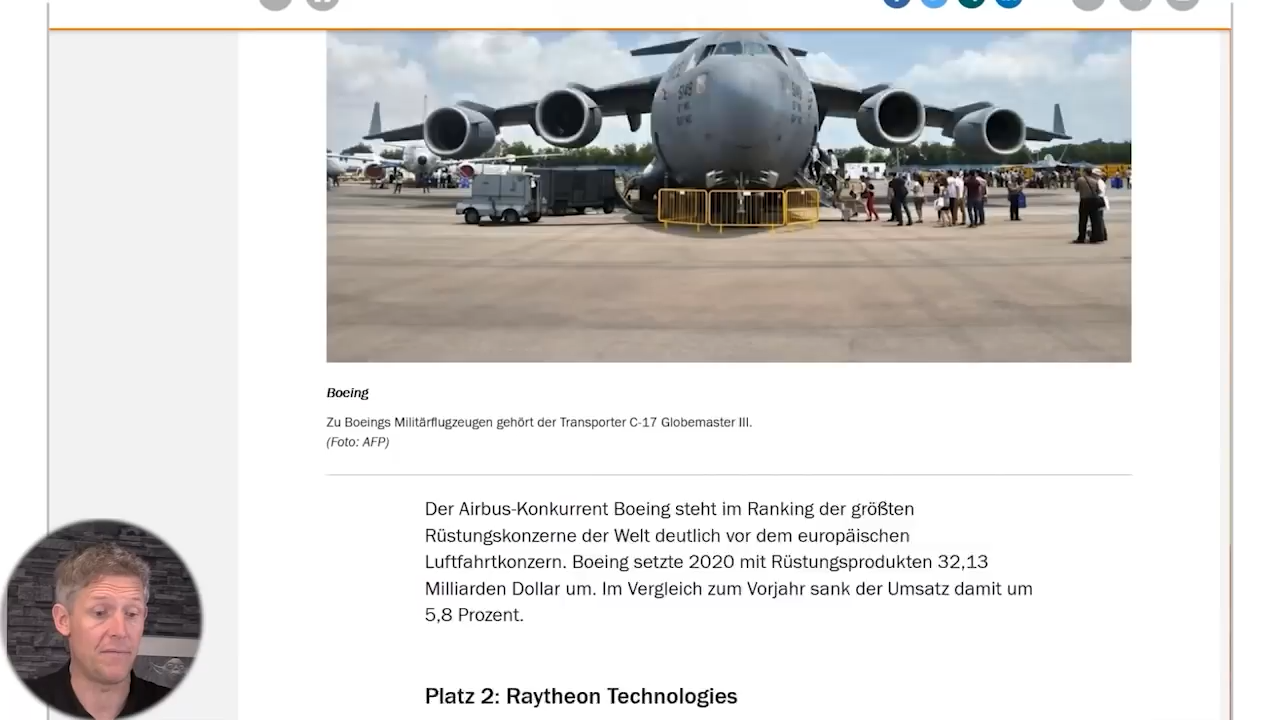 5149
Boeing
Zu Boeings Militärflugzeugen gehört der Transporter C-17 Globemaster III.
(Foto: AFP)
Der Airbus-Konkurrent Boeing steht im Ranking der größten
Rüstungskonzerne der Welt deutlich vor dem europäischen
Luftfahrtkonzern. Boeing setzte 2020 mit Rüstungsprodukten 32,13
Milliarden Dollar um. Im Vergleich zum Vorjahr sank der Umsatz damit um
5,8 Prozent.
Platz 2: Raytheon Technologies